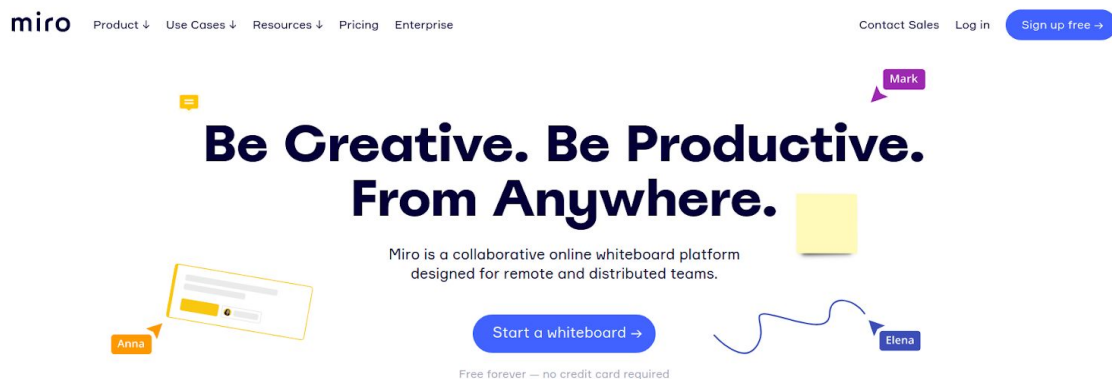 miro
Product ↓ Use Cases ↓ Resources ↓ Pricing Enterprise
Contact Sales Log in Sign up free →
Mark
Be Creative. Be Productive.
From Anywhere.
Miro is a collaborative online whiteboard platform
designed for remote and distributed teams.
Start a whiteboard →
Anna
Elena
Free forever — no credit card required